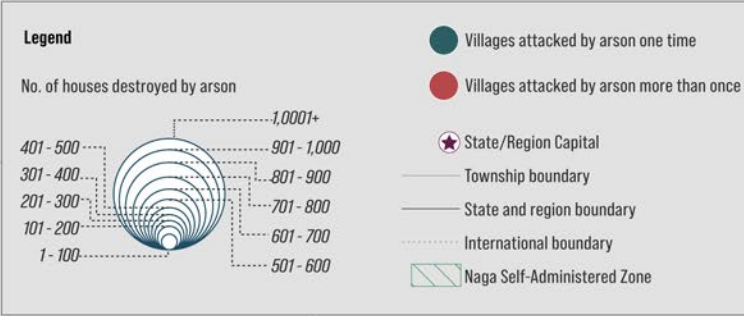 Legend
No. of houses destroyed by arson
1,0001+
901 - 1,000
801 - 900
701 - 800
601 - 700
501 - 600
401 - 500
301 - 400
201 - 300
101 - 200
1 - 100
Villages attacked by arson one time
Villages attacked by arson more than once
State/Region Capital
Township boundary
State and region boundary
International boundary
Naga Self-Administered Zone